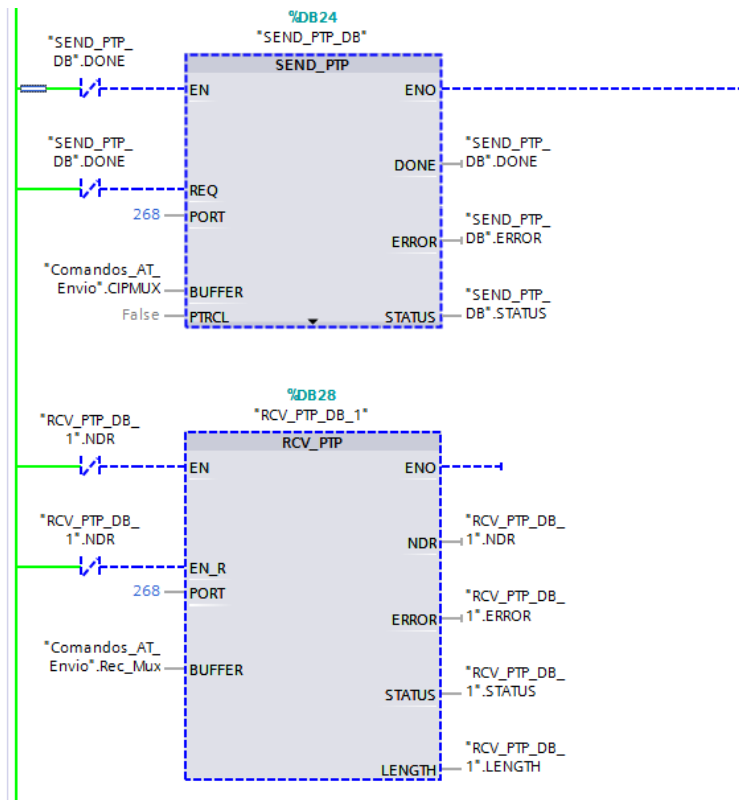 %DB24
"SEND_PTP_DB"
"SEND_PTP_
DB".DONE
SEND_PTP
EN
ENO
"SEND_PTP_
DB".DONE
REQ
DONE
"SEND_PTP_
DB".DONE
268
PORT
ERROR
"SEND_PTP_
DB".ERROR
"Comandos_AT_
Envio".CIPMUX
BUFFER
False
PTRCL
STATUS
"SEND_PTP_
DB".STATUS
%DB28
"RCV_PTP_DB_1"
"RCV_PTP_DB_
1".NDR
RCV_PTP
EN
ENO
"RCV_PTP_DB_
1".NDR
EN_R
NDR
"RCV_PTP_DB_
1".NDR
268
PORT
ERROR
"RCV_PTP_DB_
1".ERROR
"Comandos_AT_
Envio".Rec_Mux
BUFFER
STATUS
"RCV_PTP_DB_
1".STATUS
LENGTH
"RCV_PTP_DB_
1".LENGTH